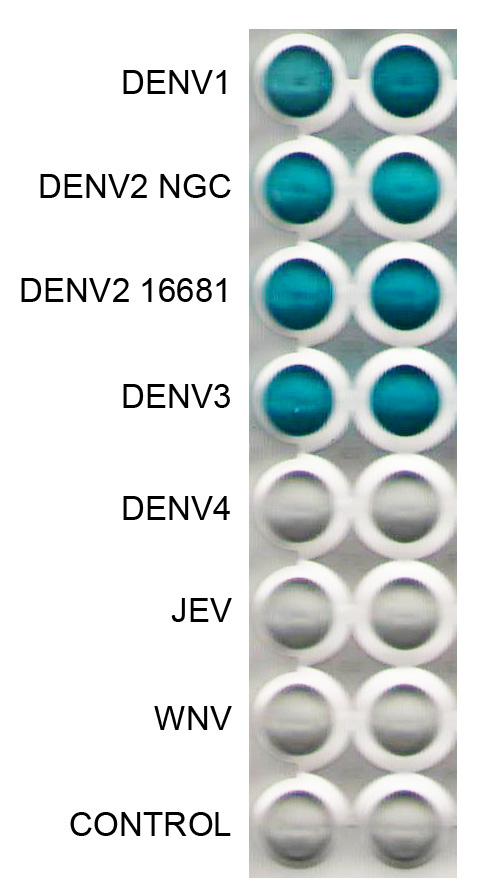 DENV1
DENV2 NGC
DENV2 16681
DENV3
DENV4
JEV
WNV
CONTROL